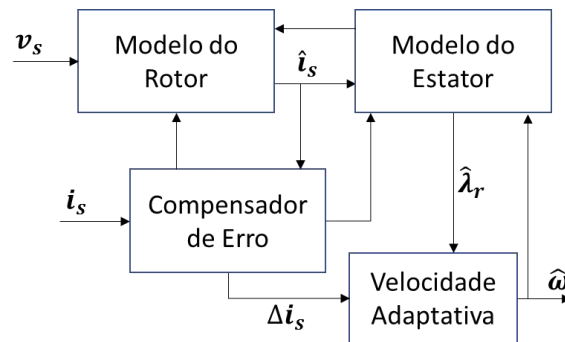 v_s
Modelo do
Rotor
î_s
Modelo do
Estator
i_s
Compensador
de Erro
λ̂_r
Δi_s
Velocidade
Adaptativa
ω̂